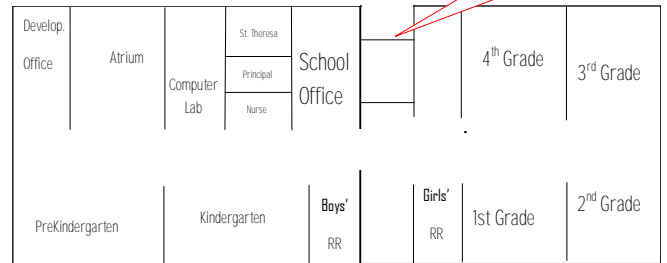 Develop.
Office
Atrium
Computer
Lab
St. Theresa
Principal
Nurse
School
Office
4th Grade
3rd Grade
PreKindergarten
Kindergarten
Boys'
RR
Girls'
RR
1st Grade
2nd Grade